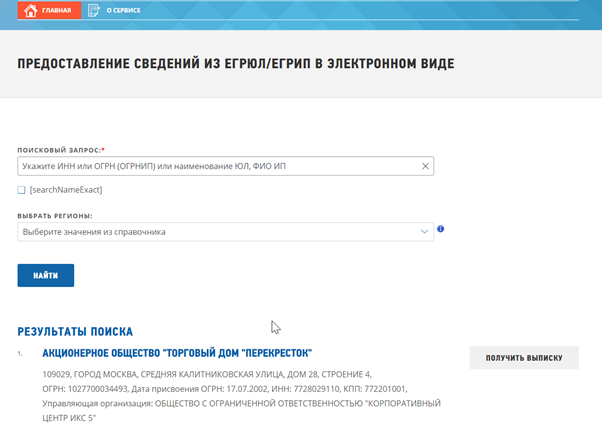 ГЛАВНАЯ
О СЕРВИСЕ
ПРЕДОСТАВЛЕНИЕ СВЕДЕНИЙ ИЗ ЕГРЮЛ/ЕГРИП В ЭЛЕКТРОННОМ ВИДЕ
ПОИСКОВЫЙ ЗАПРОС:*
Укажите ИНН или ОГРН (ОГРНИП) или наименование ЮЛ, ФИО ИП
[searchNameExact]
ВЫБРАТЬ РЕГИОНЫ:
Выберите значения из справочника
НАЙТИ
РЕЗУЛЬТАТЫ ПОИСКА
1. АКЦИОНЕРНОЕ ОБЩЕСТВО "ТОРГОВЫЙ ДОМ "ПЕРЕКРЕСТОК"
ПОЛУЧИТЬ ВЫПИСКУ
109029, ГОРОД МОСКВА, СРЕДНЯЯ КАЛИТНИКОВСКАЯ УЛИЦА, ДОМ 28, СТРОЕНИЕ 4,
ОГРН: 1027700034493, Дата присвоения ОГРН: 17.07.2002, ИНН: 7728029110, КПП: 772201001,
Управляющая организация: ОБЩЕСТВО С ОГРАНИЧЕННОЙ ОТВЕТСТВЕННОСТЬЮ "КОРПОРАТИВНЫЙ
ЦЕНТР ИКС 5"